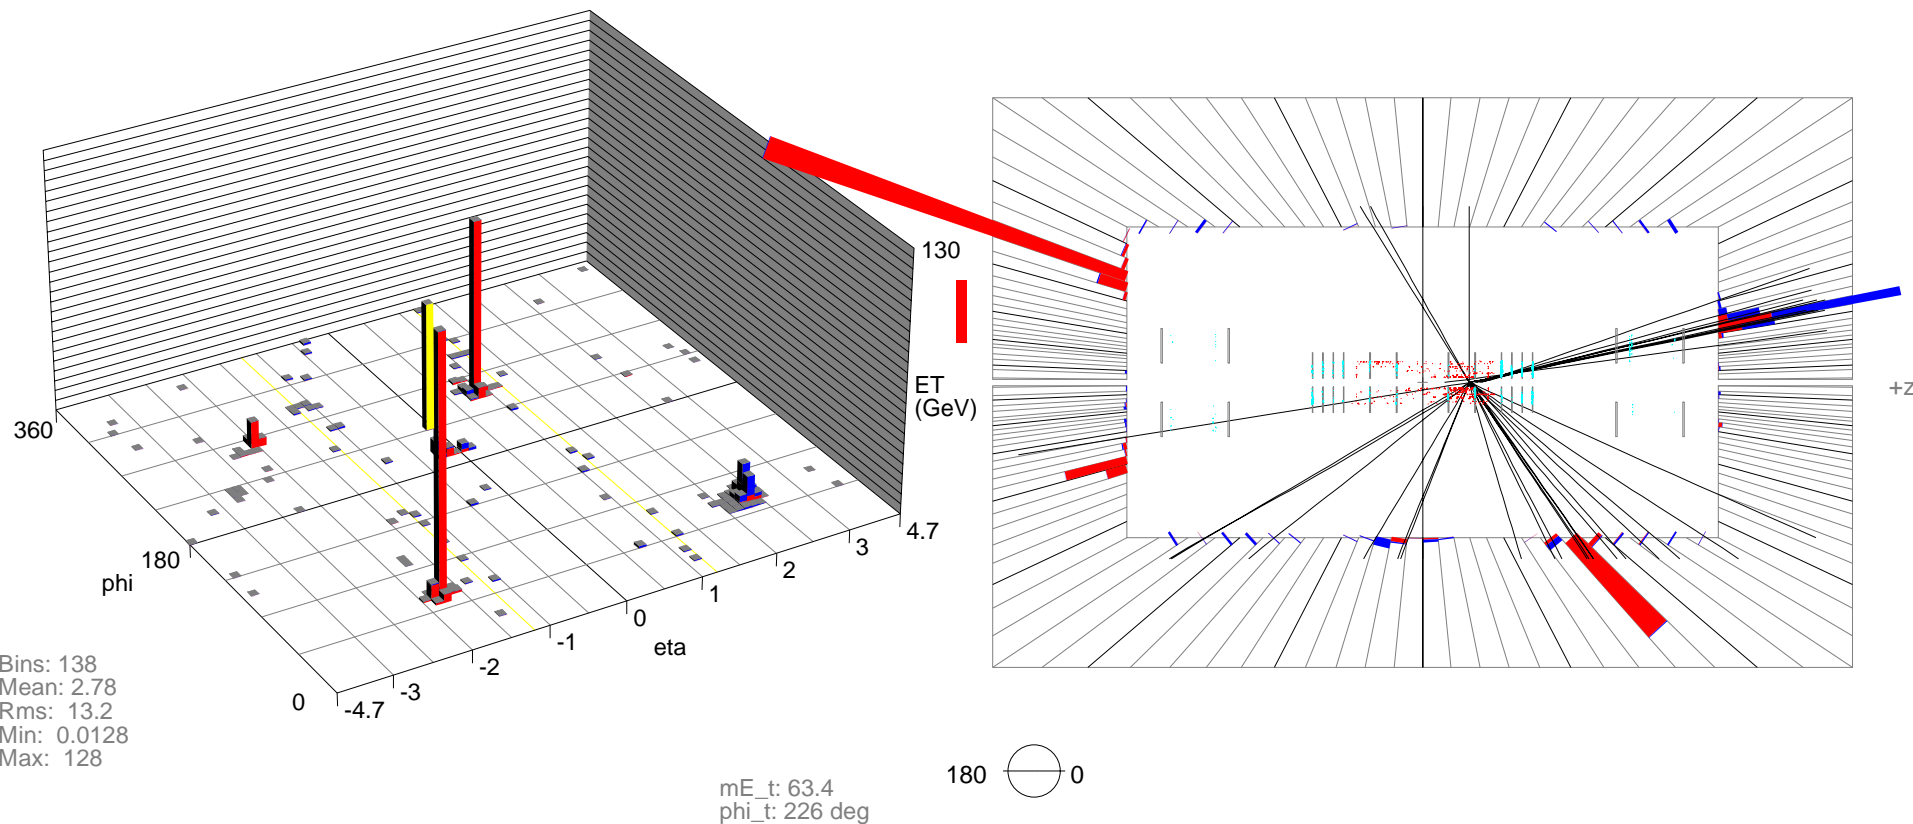 130
ET
(GeV)
+z
360
4.7
3
2
180
1
phi
0
eta
-1
-2
-3
0
-4.7
Bins: 138
Mean: 2.78
Rms: 13.2
Min: 0.0128
Max: 128
180
0
mE_t: 63.4
phi_t: 226 deg